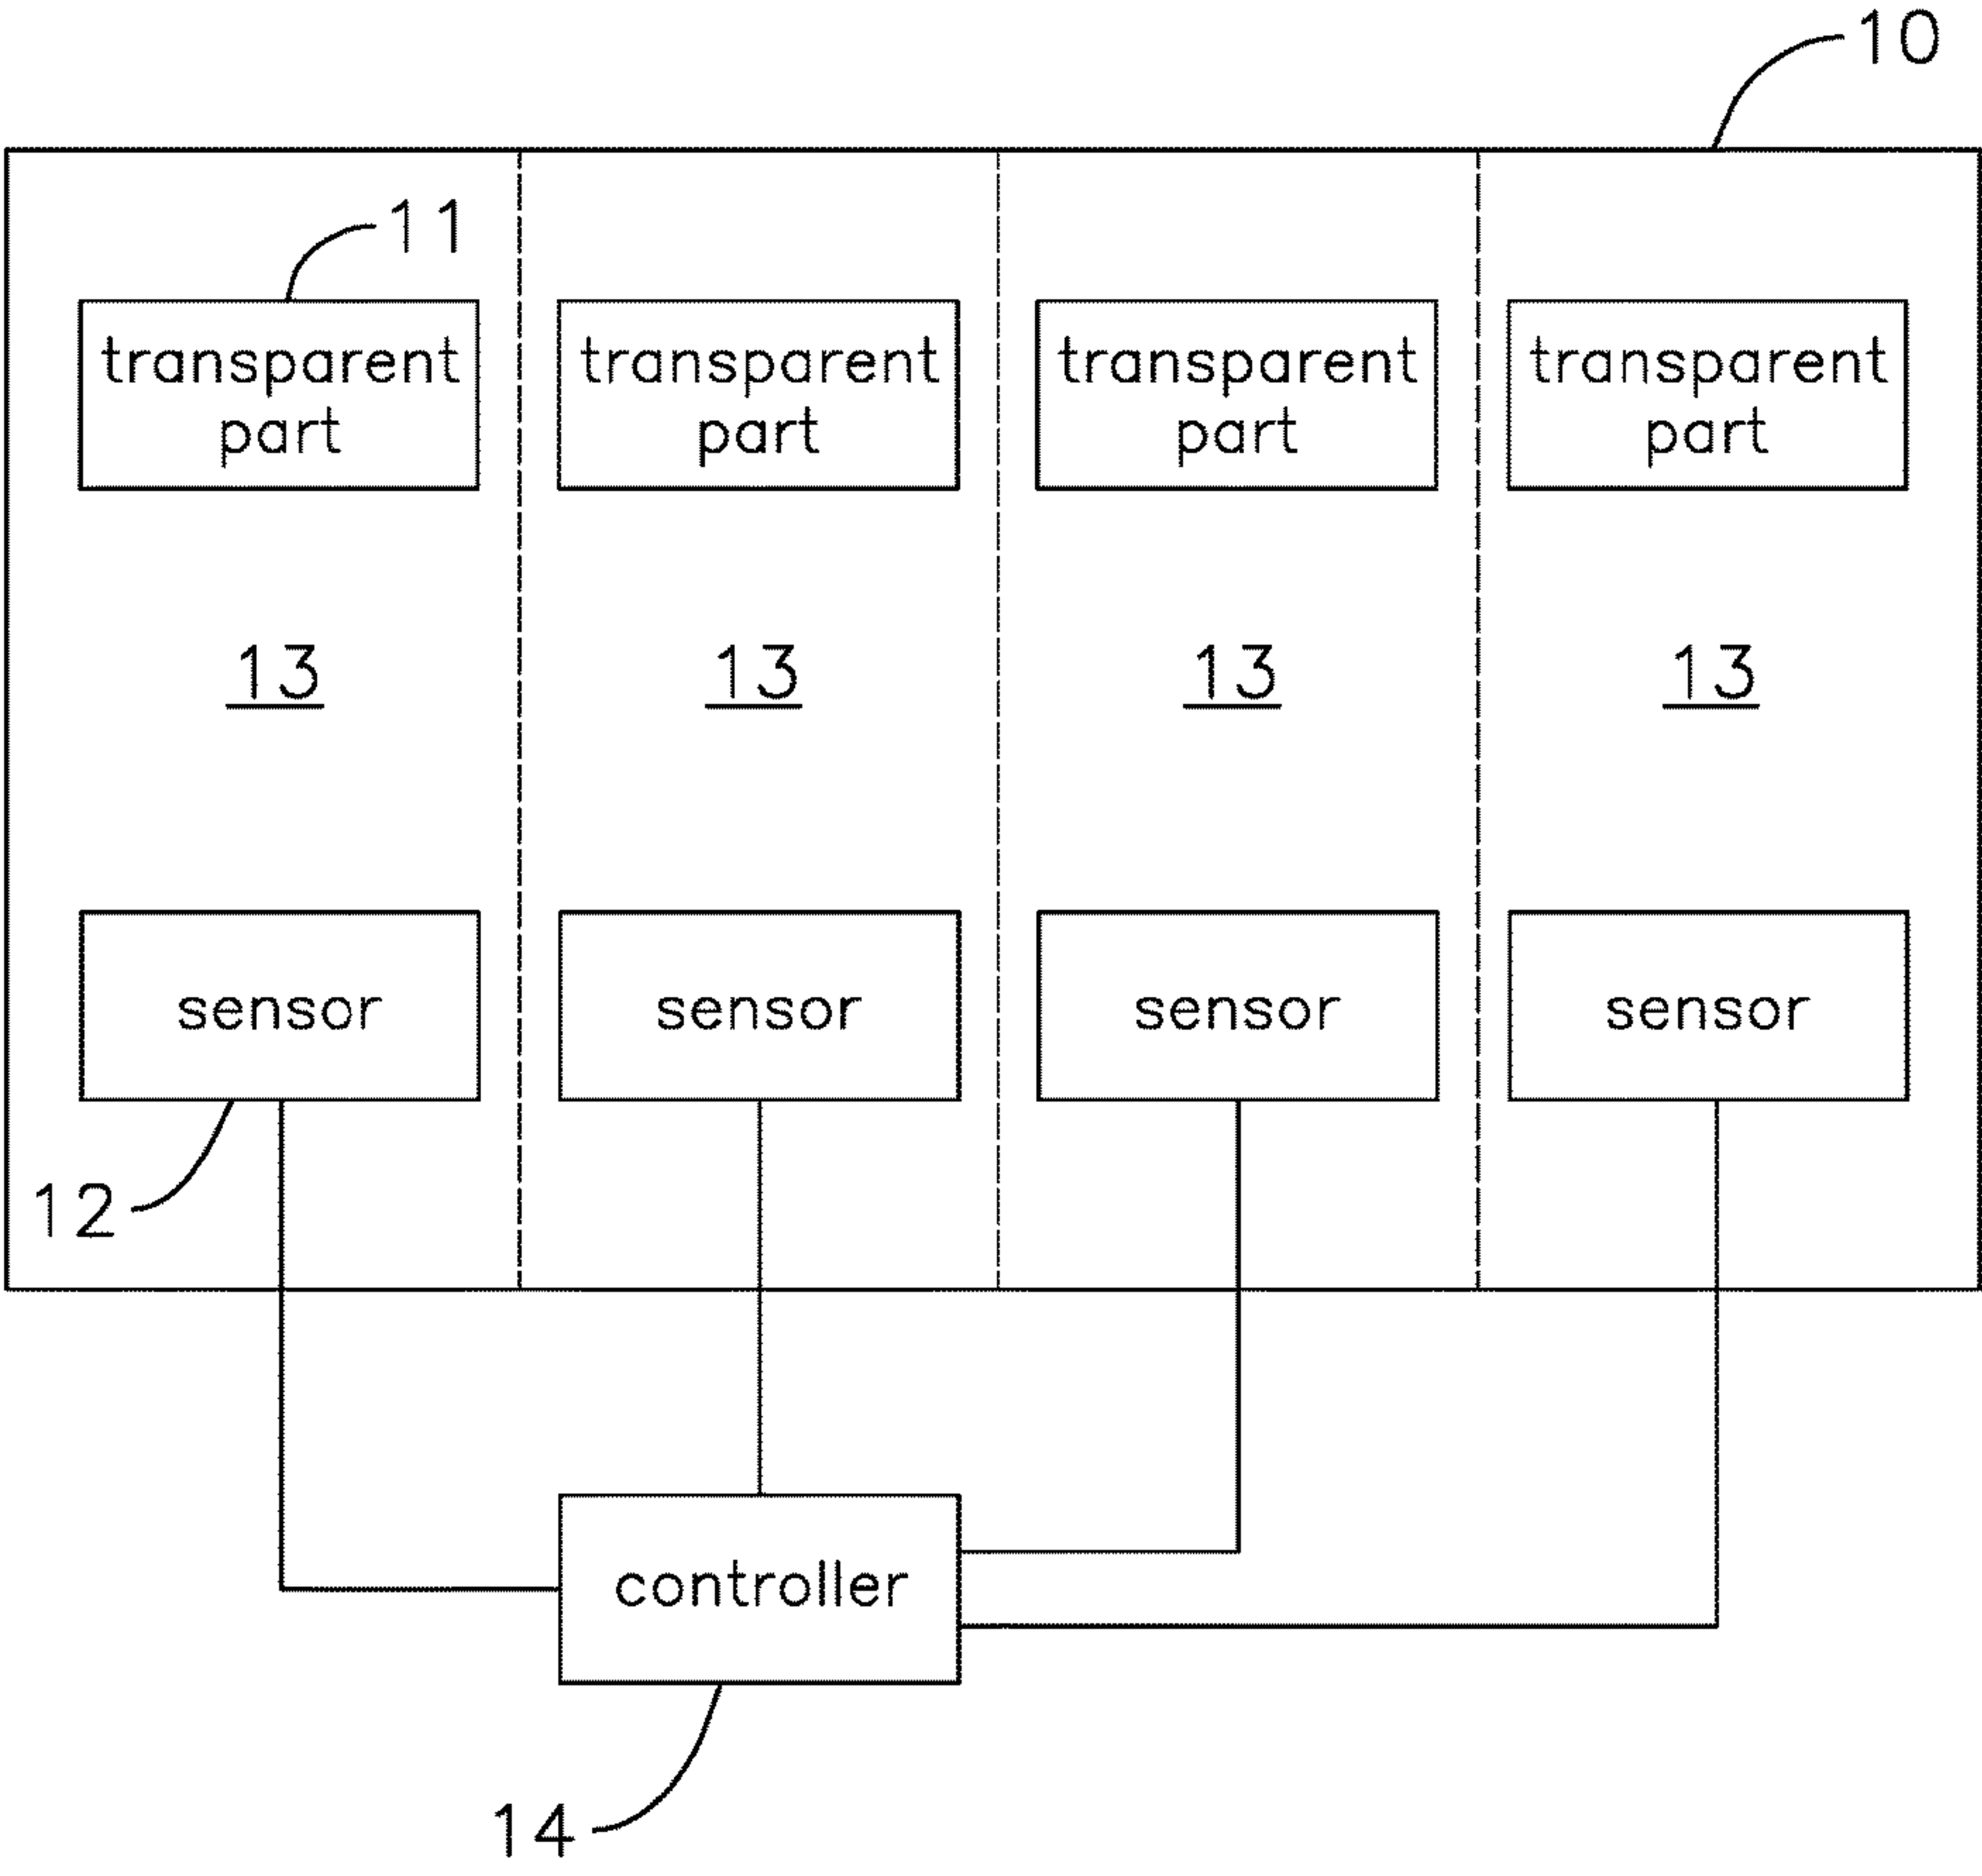 10
11
transparent part transparent part transparent part transparent part
13 13 13 13
sensor sensor sensor sensor
12
controller
14